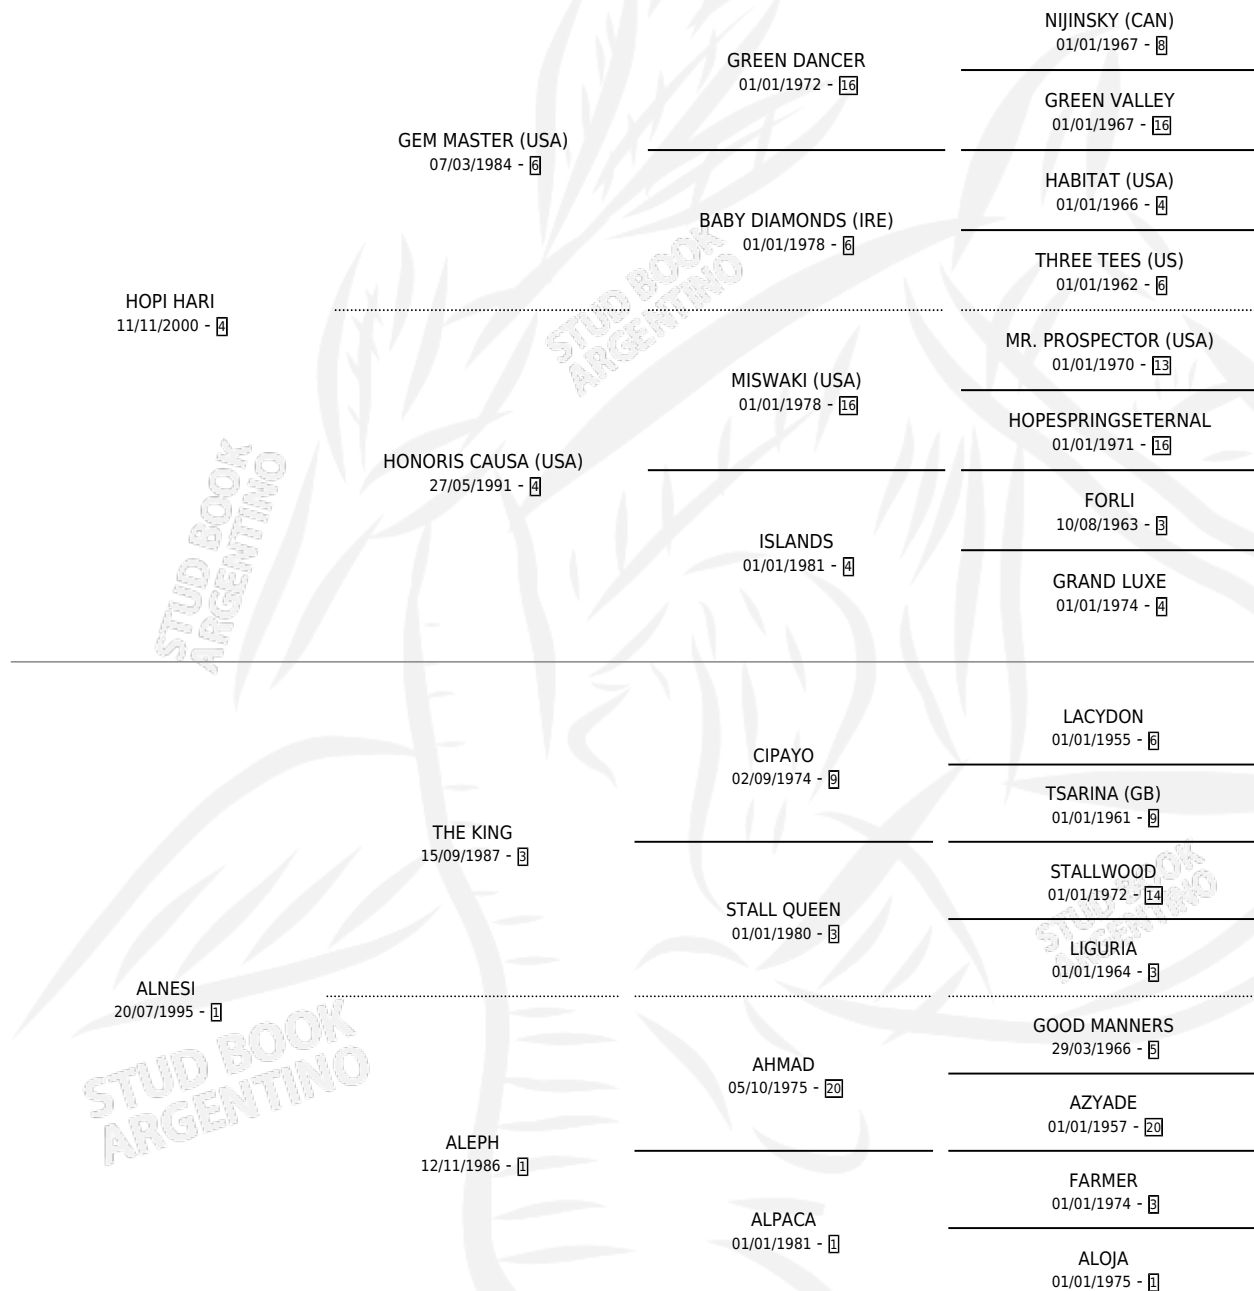 NIJINSKY (CAN)
01/01/1967 - 8
GREEN DANCER
01/01/1972 - 16
GREEN VALLEY
01/01/1967 - 16
GEM MASTER (USA)
07/03/1984 - 6
HABITAT (USA)
01/01/1966 - 4
BABY DIAMONDS (IRE)
01/01/1978 - 6
THREE TEES (US)
01/01/1962 - 6
HOPI HARI
11/11/2000 - 4
STUD BOOK
ARGENTINO
MR. PROSPECTOR (USA)
01/01/1970 - 13
MISWAKI (USA)
01/01/1978 - 16
HOPESPRINGSETERNAL
01/01/1971 - 16
HONORIS CAUSA (USA)
27/05/1991 - 4
FORLI
10/08/1963 - 3
ISLANDS
01/01/1981 - 4
GRAND LUXE
01/01/1974 - 4
STUD BOOK
ARGENTINO
LACYDON
01/01/1955 - 6
CIPAYO
02/09/1974 - 9
TSARINA (GB)
01/01/1961 - 9
THE KING
15/09/1987 - 3
STALLWOOD
01/01/1972 - 14
STALL QUEEN
01/01/1980 - 3
LIGURIA
01/01/1964 - 3
STUD BOOK
ARGENTINO
ALNESI
20/07/1995 - 1
GOOD MANNERS
29/03/1966 - 5
AHMAD
05/10/1975 - 20
AZYADE
01/01/1957 - 20
STUD BOOK
ARGENTINO
ALEPH
12/11/1986 - 1
FARMER
01/01/1974 - 3
ALPACA
01/01/1981 - 1
ALOJA
01/01/1975 - 1